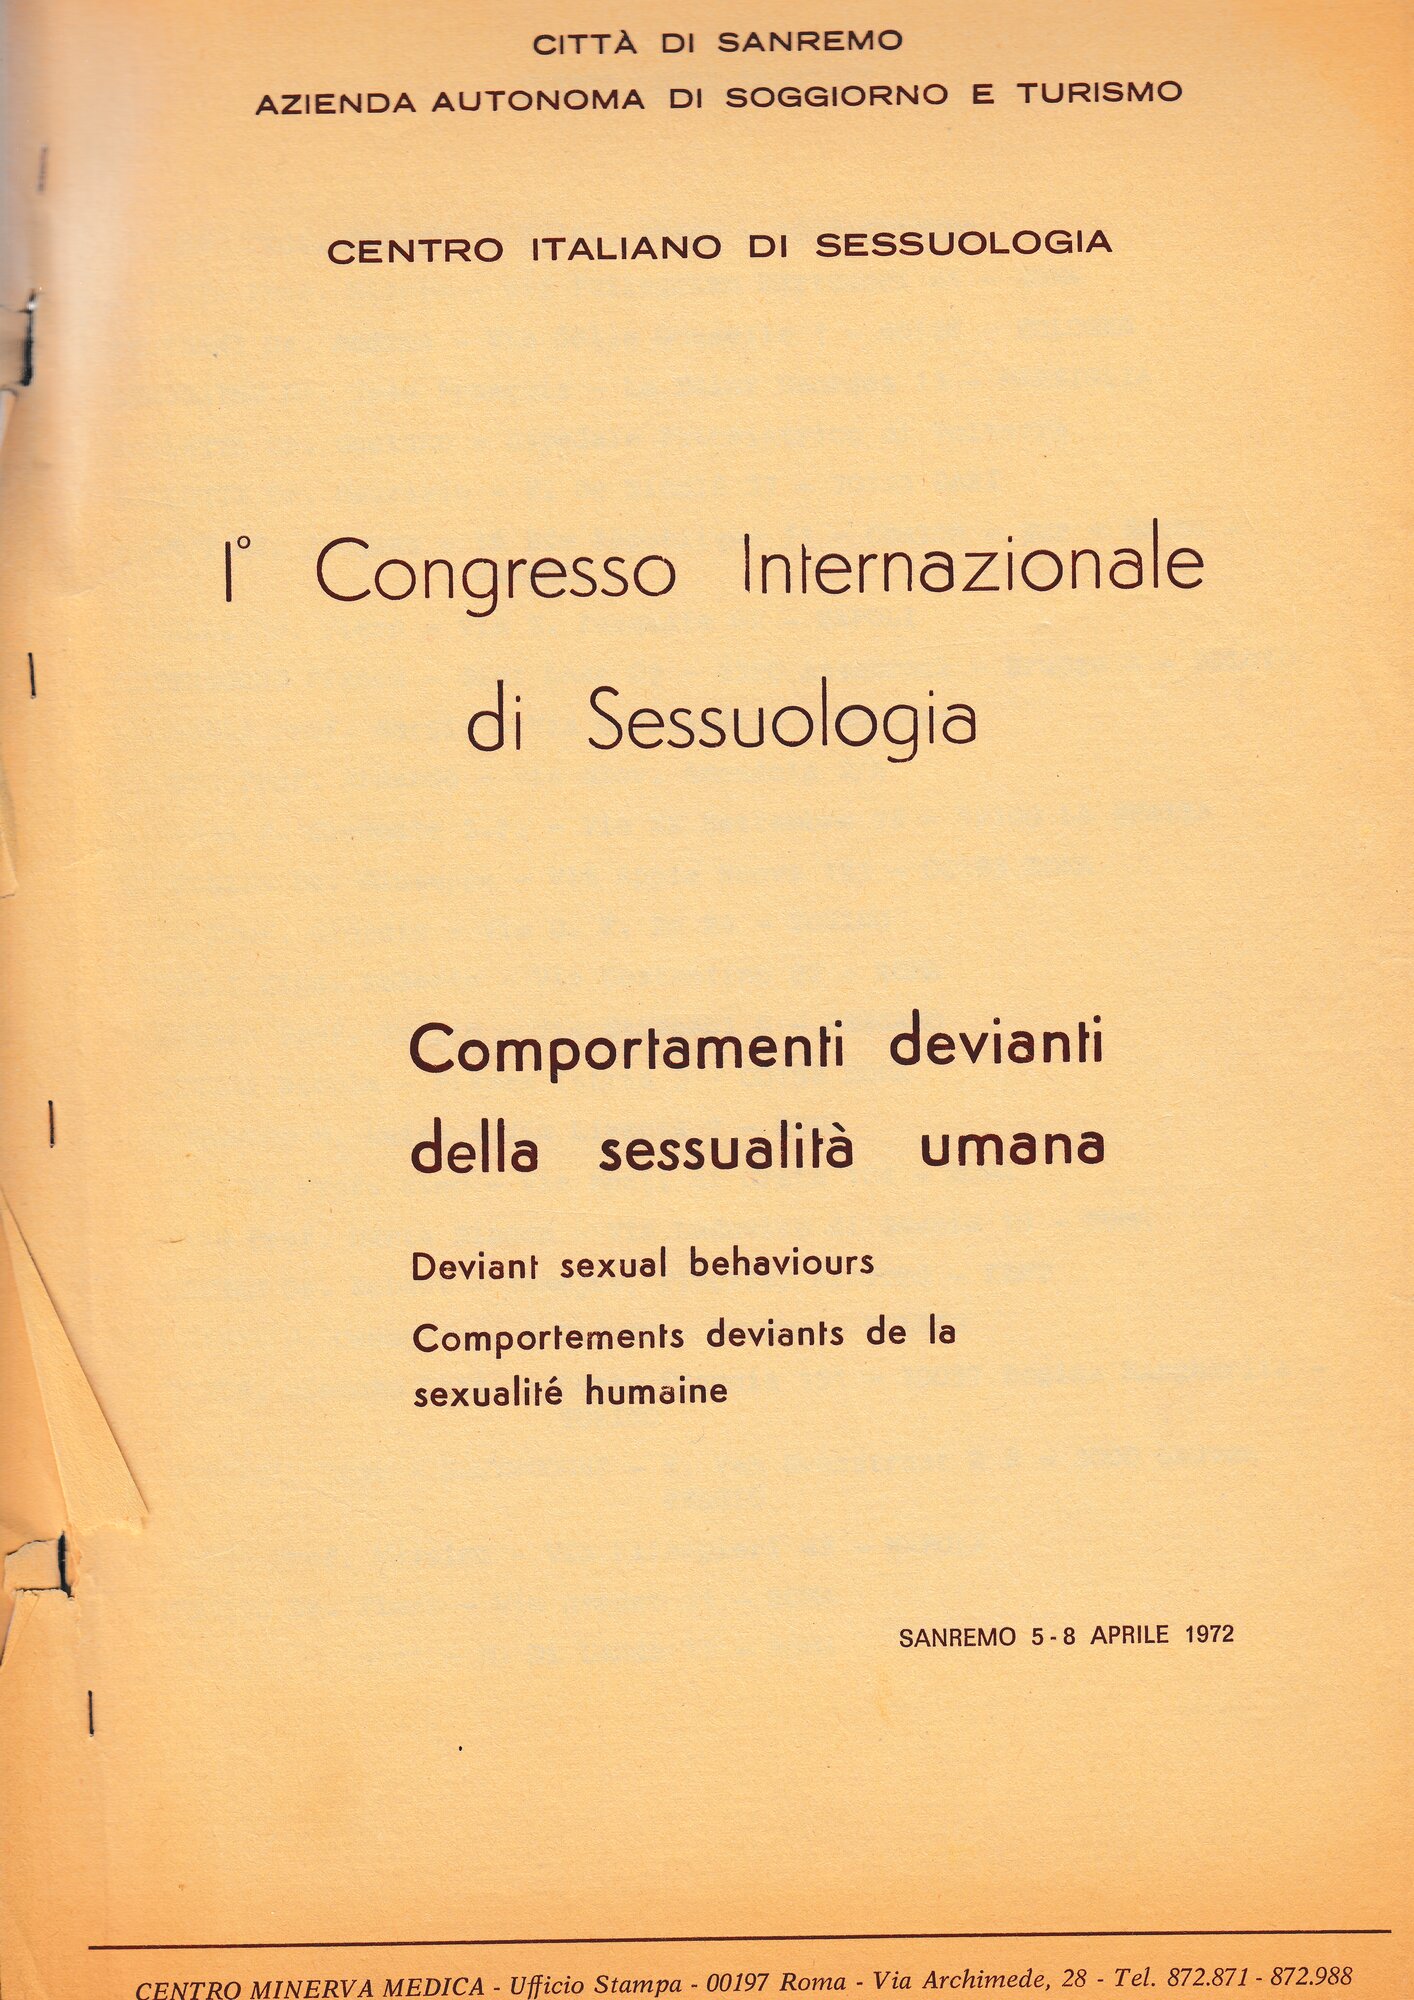 CITTÀ DI SANREMO
AZIENDA AUTONOMA DI SOGGIORNO E TURISMO
CENTRO ITALIANO DI SESSUOLOGIA
I° Congresso Internazionale
di Sessuologia
Comportamenti devianti
della sessualità umana
Deviant sexual behaviours
Comportements deviants de la
sexualité humaine
SANREMO 5-8 APRILE 1972
CENTRO MINERVA MEDICA - Ufficio Stampa - 00197 Roma - Via Archimede, 28 - Tel. 872.871 - 872.988